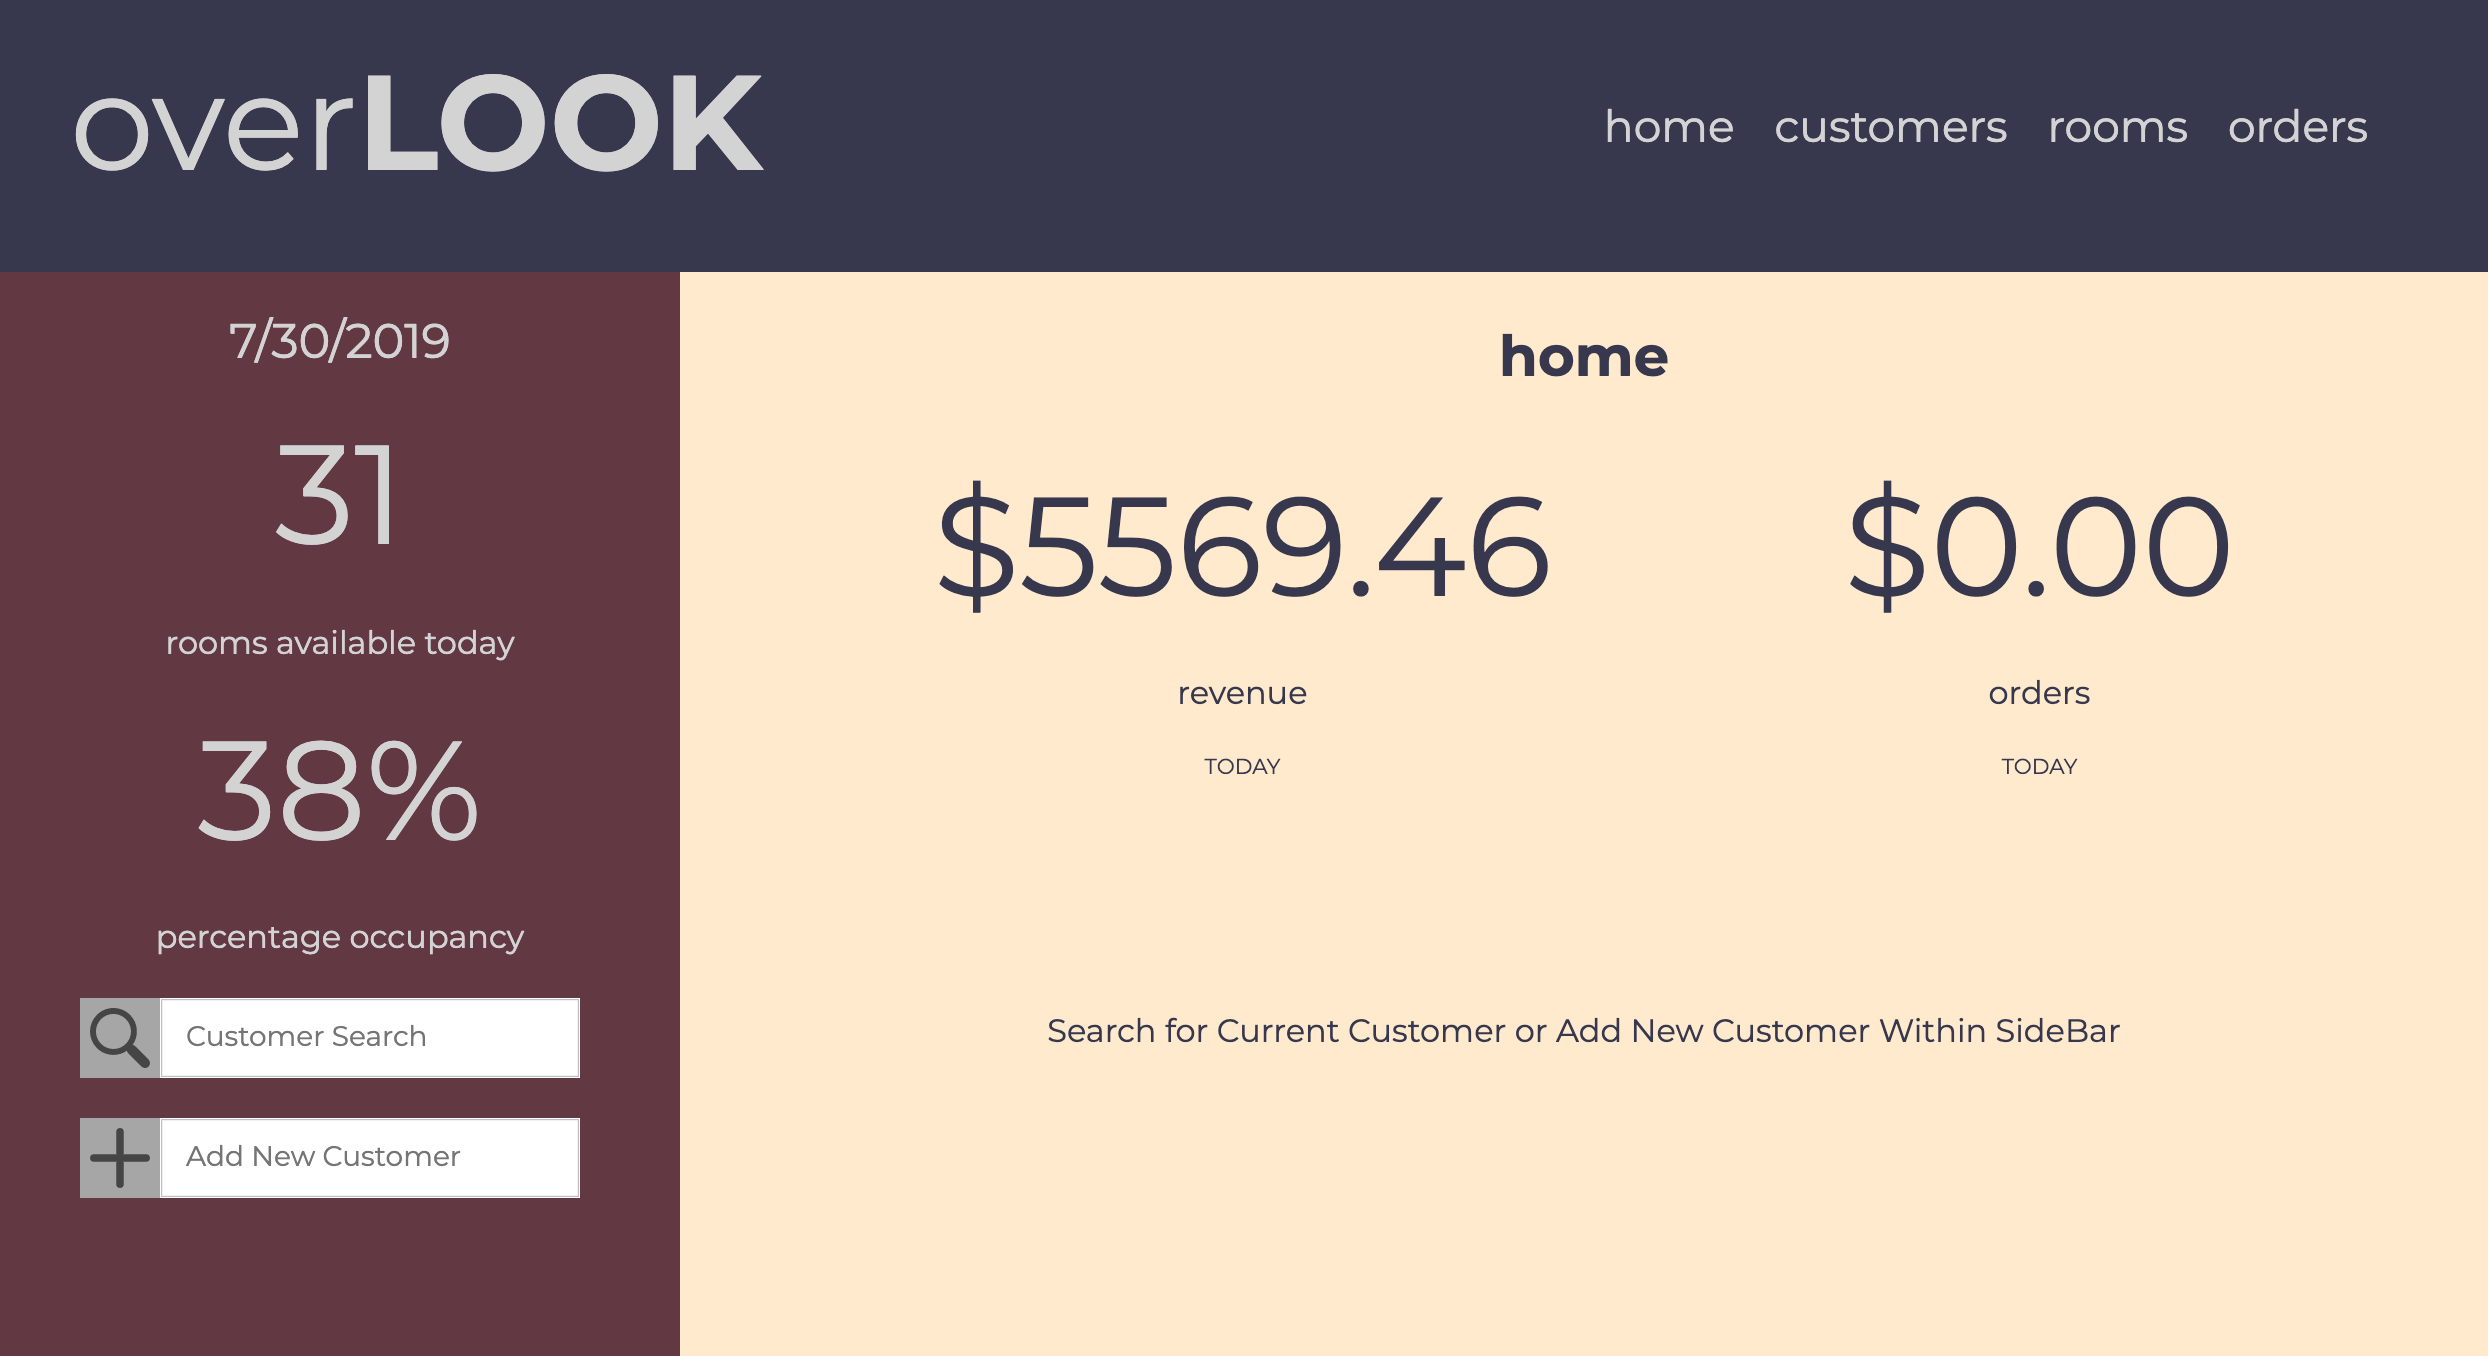 overLOOK
home customers rooms orders
7/30/2019
31
rooms available today
38%
percentage occupancy
Customer Search
Add New Customer
home
$5569.46
revenue
TODAY
$0.00
orders
TODAY
Search for Current Customer or Add New Customer Within SideBar